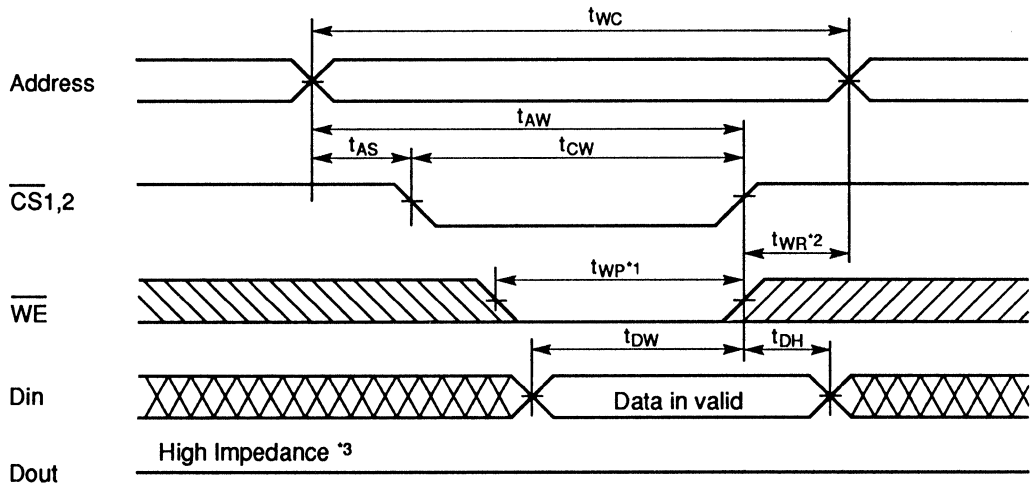 tWC
Address
tAW
tAS
tCW
CS1,2
tWR*2
tWP*1
WE
tDW
tDH
Din
Data in valid
High Impedance *3
Dout